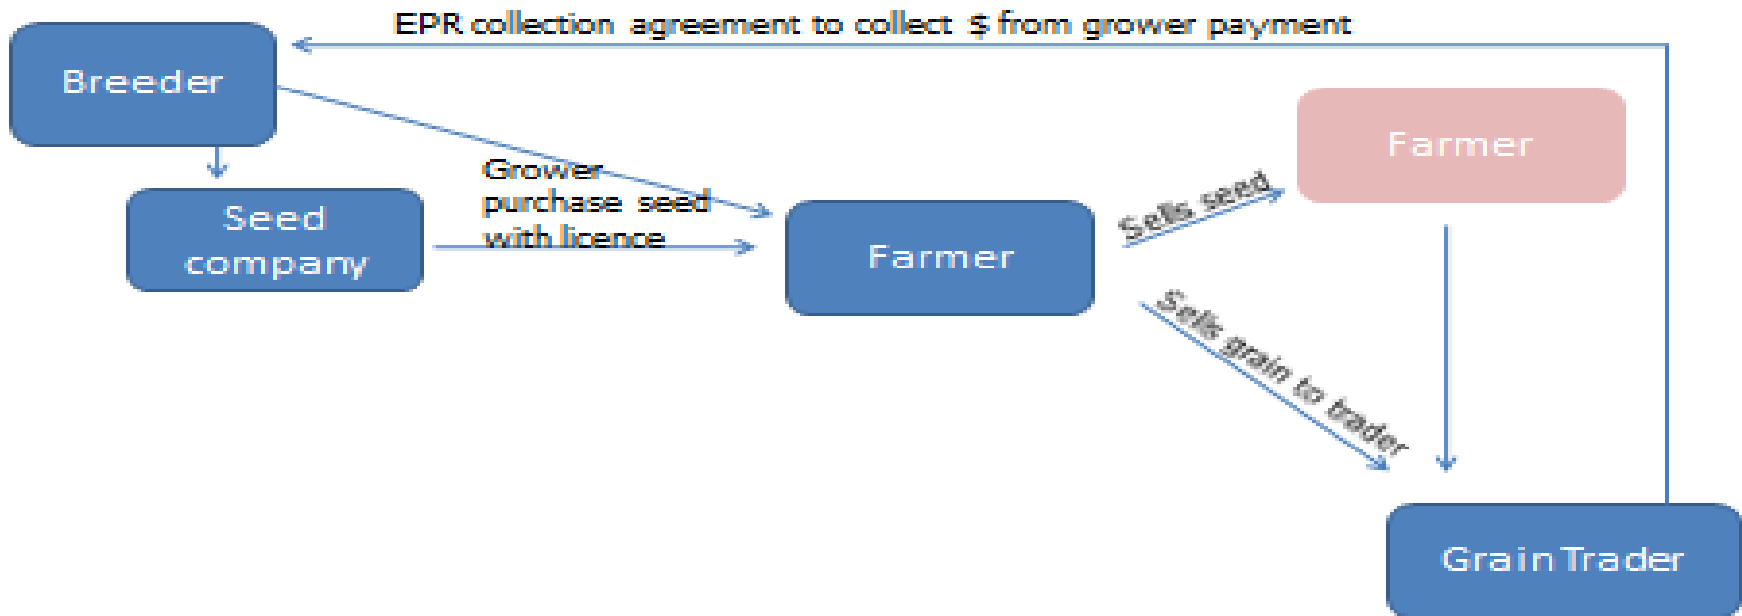 EPR collection agreement to collect $ from grower payment
Breeder
Farmer
Grower
purchase seed
with licence
Seed
company
Sells seed
Farmer
Sells grain to trader
Grain Trader